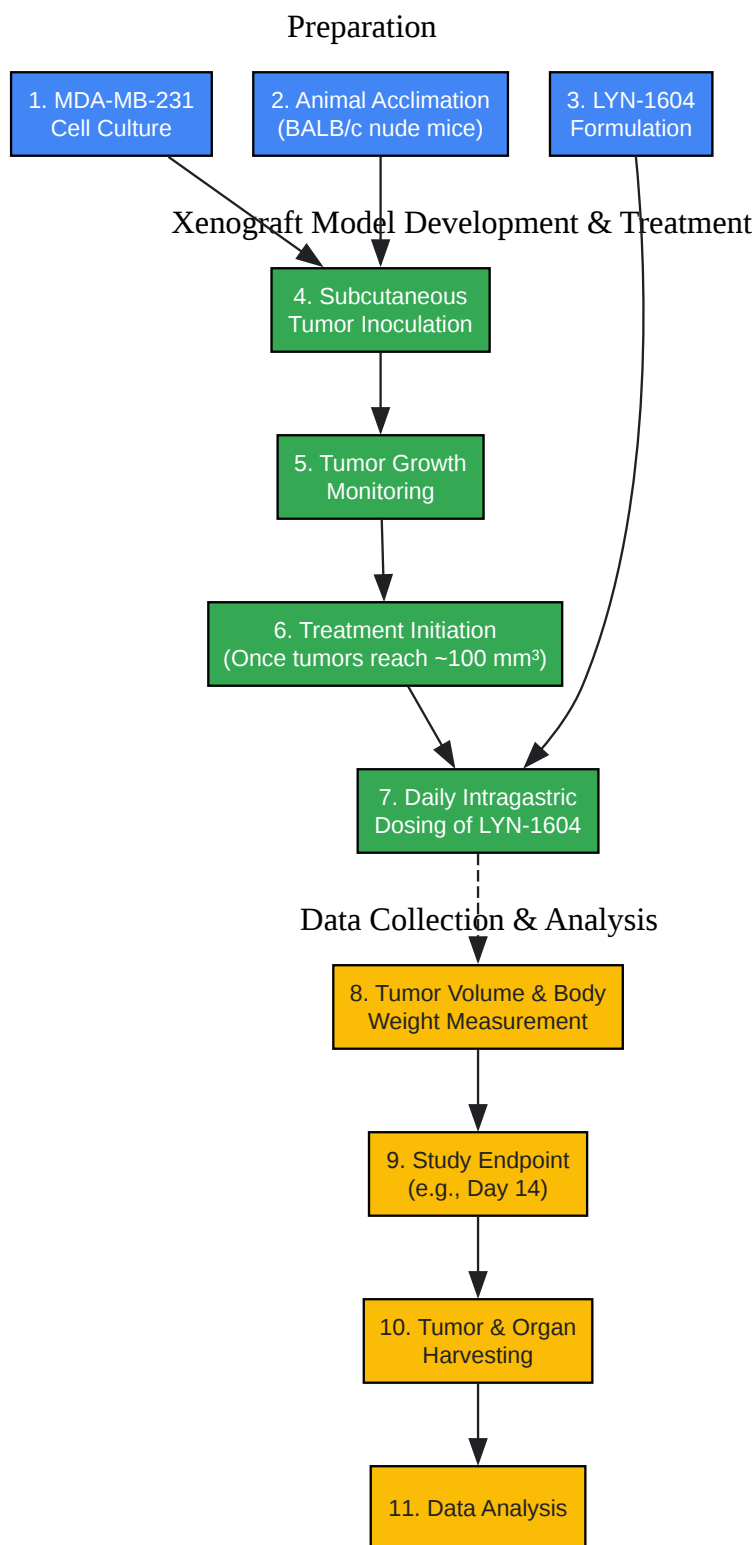 Preparation
1. MDA-MB-231
Cell Culture
2. Animal Acclimation
(BALB/c nude mice)
3. LYN-1604
Formulation
Xenograft Model Development & Treatment
4. Subcutaneous
Tumor Inoculation
5. Tumor Growth
Monitoring
6. Treatment Initiation
(Once tumors reach ~100 mm³)
7. Daily Intragastric
Dosing of LYN-1604
Data Collection & Analysis
8. Tumor Volume & Body
Weight Measurement
9. Study Endpoint
(e.g., Day 14)
10. Tumor & Organ
Harvesting
11. Data Analysis